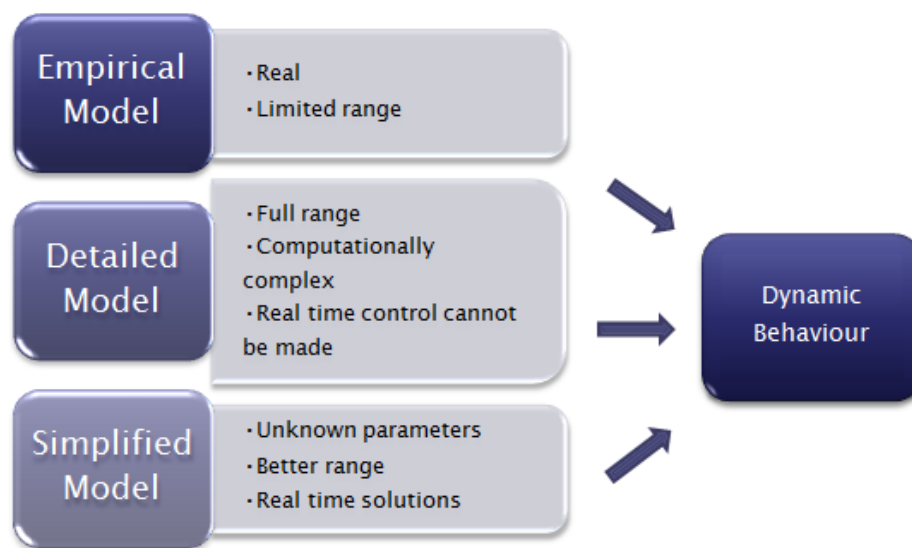 Empirical
Model
·Real
·Limited range
Detailed
Model
·Full range
·Computationally
complex
·Real time control cannot
be made
Simplified
Model
·Unknown parameters
·Better range
·Real time solutions
Dynamic
Behaviour